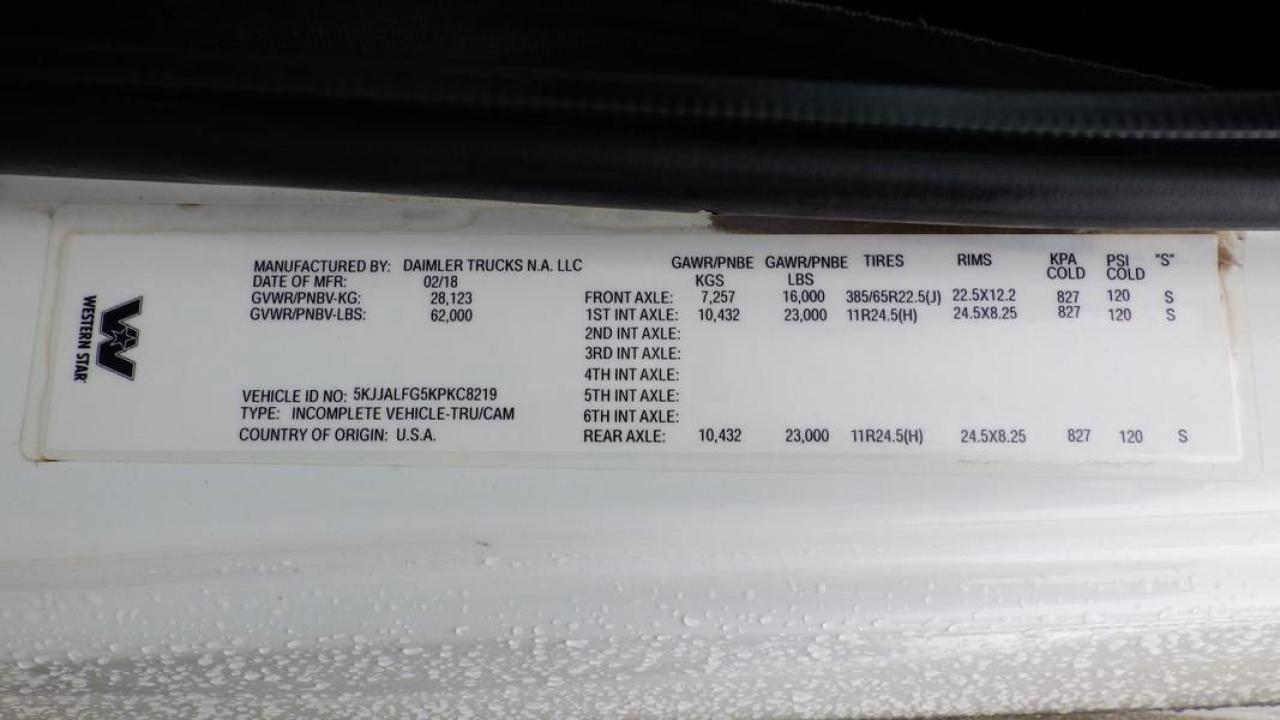 WESTERN STAR
MANUFACTURED BY: DAIMLER TRUCKS N.A. LLC
DATE OF MFR: 02/18
GVWR/PNBV-KG: 28,123
GVWR/PNBV-LBS: 62,000
VEHICLE ID NO: 5KJJALFG5KPKC8219
TYPE: INCOMPLETE VEHICLE-TRU/CAM
COUNTRY OF ORIGIN: U.S.A.
GAWR/PNBE KGS GAWR/PNBE LBS TIRES RIMS KPA COLD PSI COLD "S"
FRONT AXLE: 7,257 16,000 385/65R22.5(J) 22.5X12.2 827 120 S
1ST INT AXLE: 10,432 23,000 11R24.5(H) 24.5X8.25 827 120 S
2ND INT AXLE:
3RD INT AXLE:
4TH INT AXLE:
5TH INT AXLE:
6TH INT AXLE:
REAR AXLE: 10,432 23,000 11R24.5(H) 24.5X8.25 827 120 S